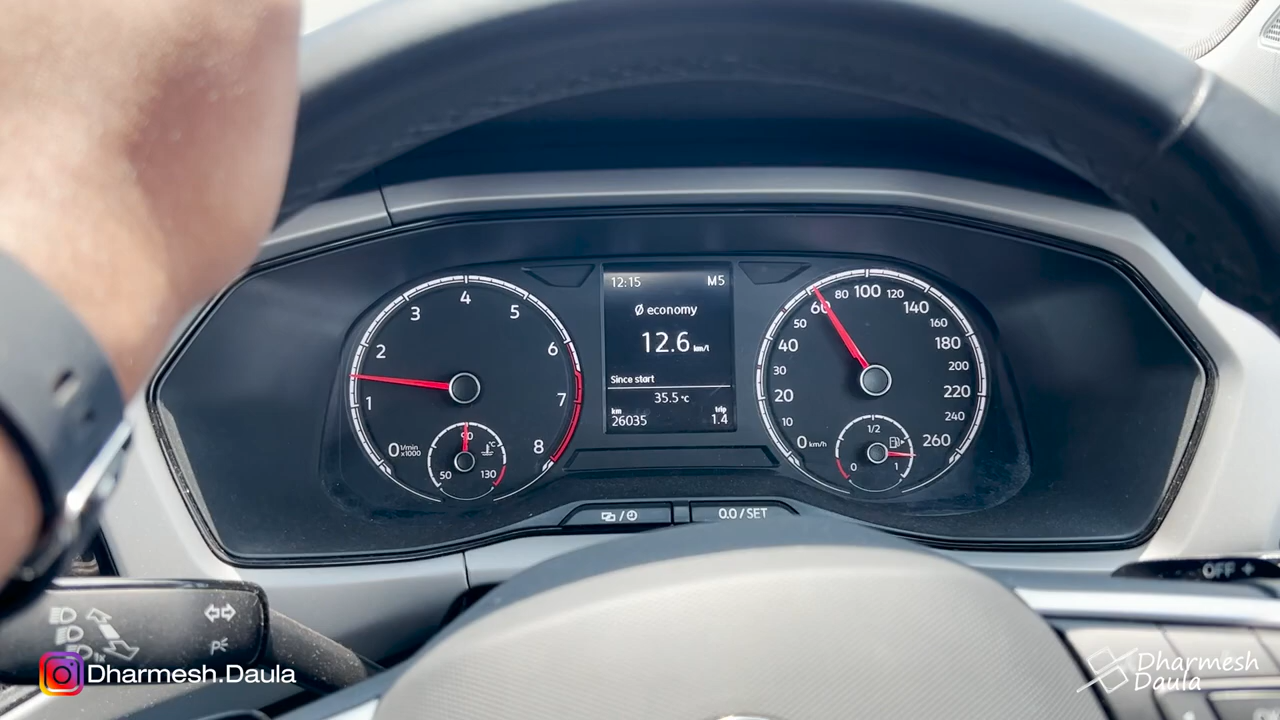 12:15 M5
Ø economy
12.6 km/l
Since start
35.5 °C
km trip
26035 1.4
0 1 2 3 4 5 6 7 8
1/min
x1000
50 90 130
°C
0 10 20 30 40 50 60 80 100 120 140 160 180 200 220 240 260
km/h
0 1/2 1
0.0 / SET
OFF +
Dharmesh.Daula
Dharmesh
Daula